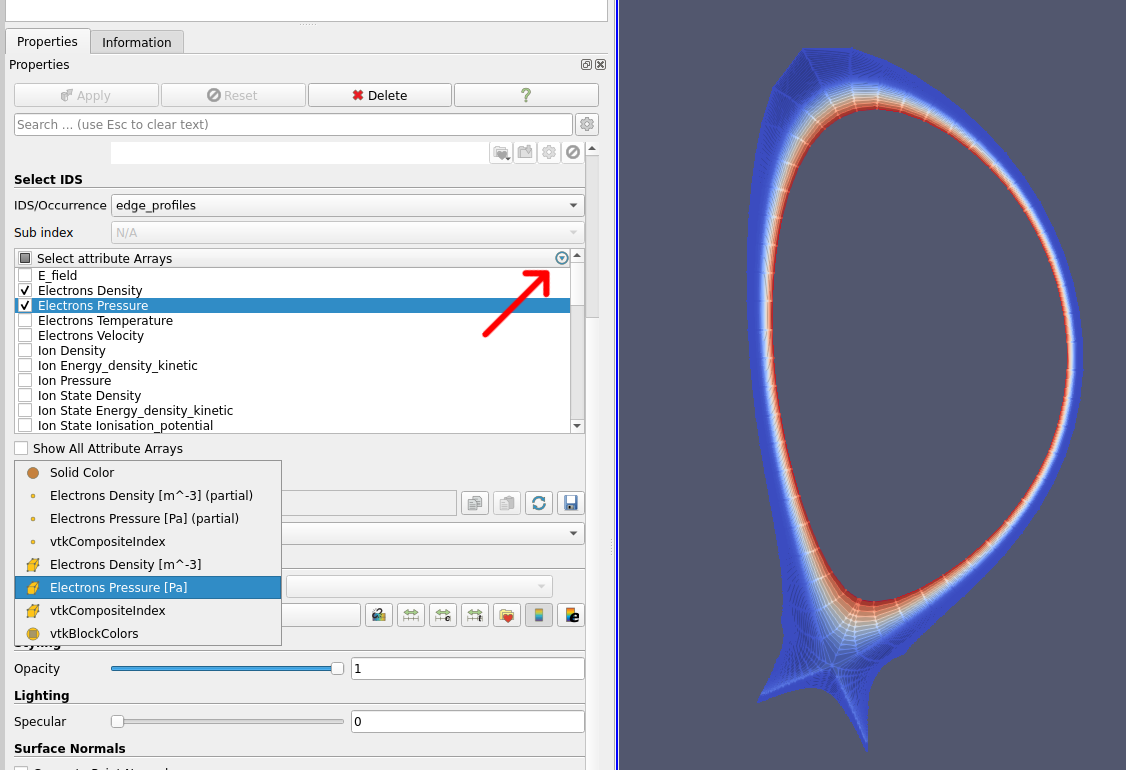 Properties
Information
Properties
Apply
Reset
Delete
?
Search ... (use Esc to clear text)
Select IDS
IDS/Occurrence edge_profiles
Sub index N/A
Select attribute Arrays
E_field
Electrons Density
Electrons Pressure
Electrons Temperature
Electrons Velocity
Ion Density
Ion Energy_density_kinetic
Ion Pressure
Ion State Density
Ion State Energy_density_kinetic
Ion State Ionisation_potential
Show All Attribute Arrays
Solid Color
Electrons Density [m^-3] (partial)
Electrons Pressure [Pa] (partial)
vtkCompositeIndex
Electrons Density [m^-3]
Electrons Pressure [Pa]
vtkCompositeIndex
vtkBlockColors
Styling
Opacity 1
Lighting
Specular 0
Surface Normals